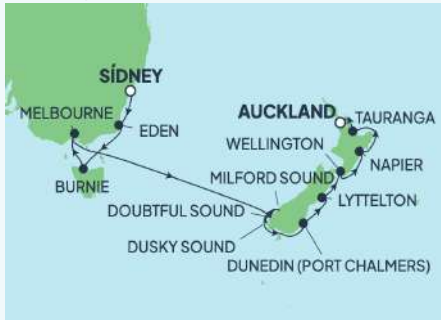 SÍDNEY
MELBOURNE
EDEN
BURNIE
AUCKLAND
TAURANGA
WELLINGTON
NAPIER
MILFORD SOUND
LYTTELTON
DOUBTFUL SOUND
DUSKY SOUND
DUNEDIN (PORT CHALMERS)